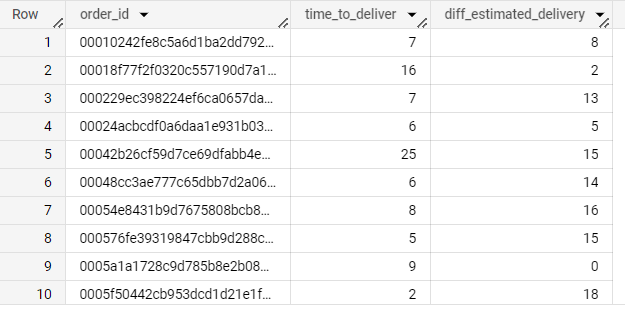 Row order_id time_to_deliver diff_estimated_delivery
1 00010242fe8c5a6d1ba2dd792... 7 8
2 00018f77f2f0320c557190d7a1... 16 2
3 000229ec398224ef6ca0657da... 7 13
4 00024acbcdf0a6daa1e931b03... 6 5
5 00042b26cf59d7ce69dfabb4e... 25 15
6 00048cc3ae777c65dbb7d2a06... 6 14
7 00054e8431b9d7675808bcb8... 8 16
8 000576fe39319847cbb9d288c... 5 15
9 0005a1a1728c9d785b8e2b08... 9 0
10 0005f50442cb953dcd1d21e1f... 2 18